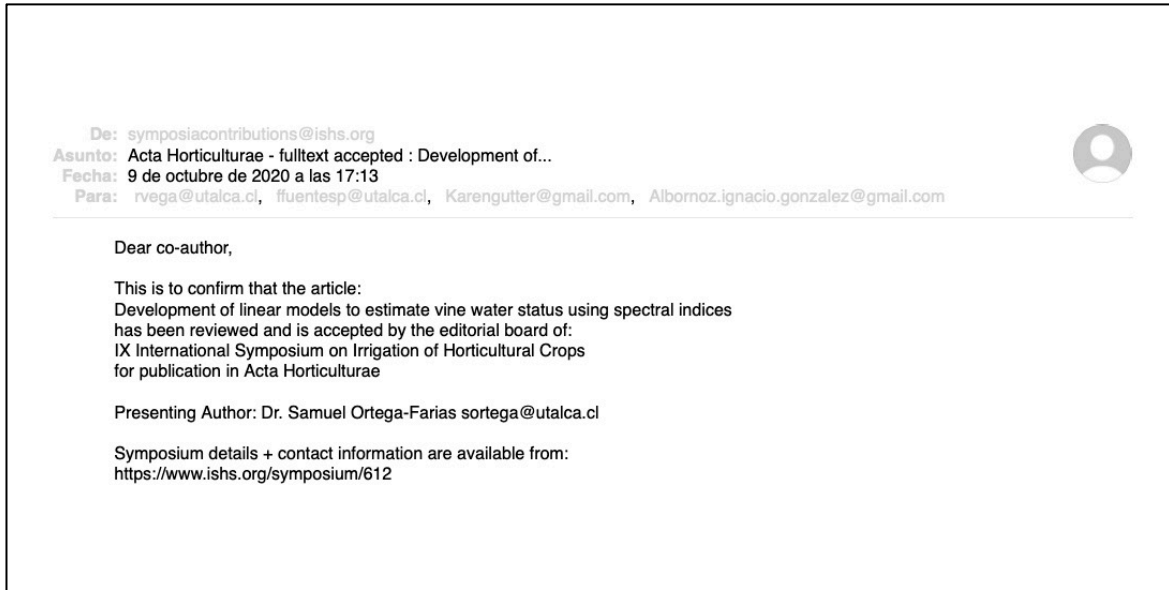 De: symposiacontributions@ishs.org
Asunto: Acta Horticulturae - fulltext accepted : Development of...
Fecha: 9 de octubre de 2020 a las 17:13
Para: rvega@utalca.cl, ffuentesp@utalca.cl, Karengutter@gmail.com, Albornoz.ignacio.gonzalez@gmail.com
Dear co-author,
This is to confirm that the article:
Development of linear models to estimate vine water status using spectral indices
has been reviewed and is accepted by the editorial board of:
IX International Symposium on Irrigation of Horticultural Crops
for publication in Acta Horticulturae
Presenting Author: Dr. Samuel Ortega-Farias sortega@utalca.cl
Symposium details + contact information are available from:
https://www.ishs.org/symposium/612